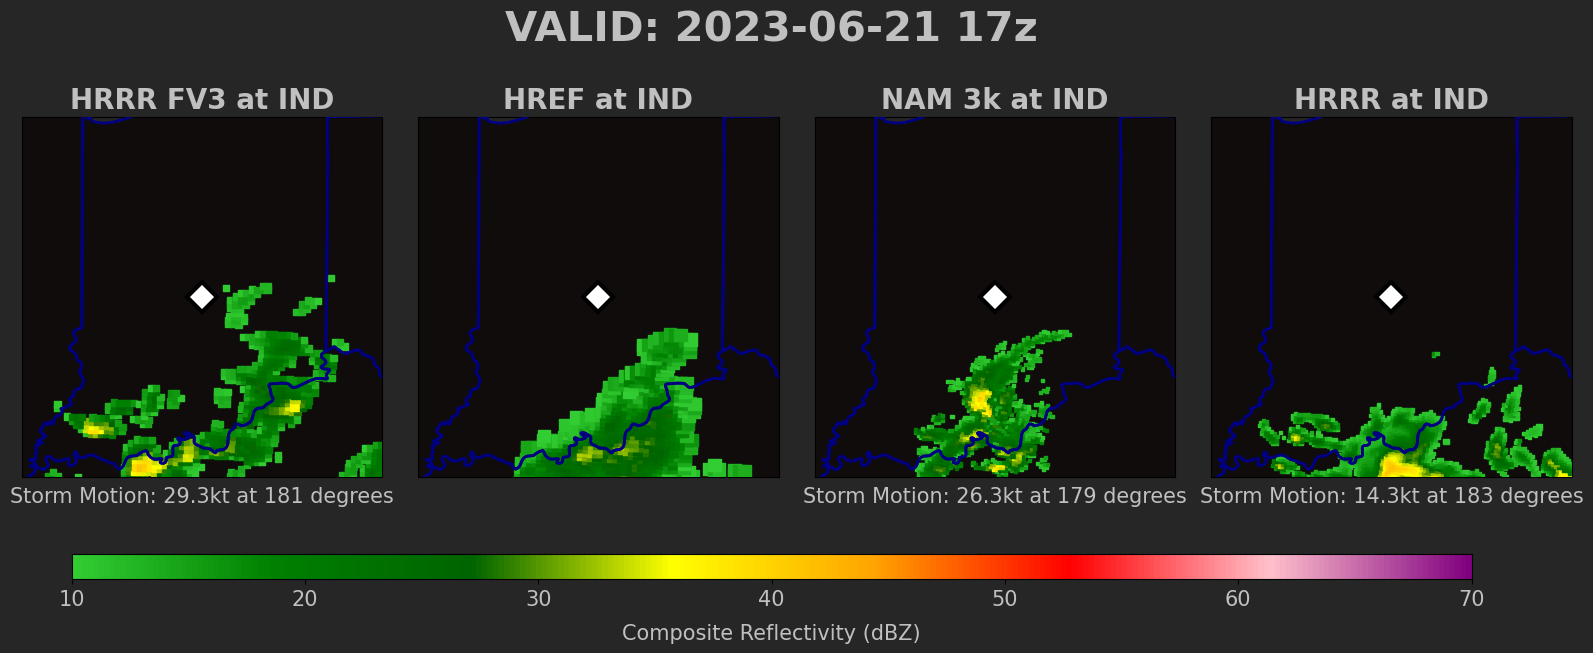 VALID: 2023-06-21 17z
HRRR FV3 at IND
HREF at IND
NAM 3k at IND
HRRR at IND
Storm Motion: 29.3kt at 181 degrees
Storm Motion: 26.3kt at 179 degrees
Storm Motion: 14.3kt at 183 degrees
10 20 30 40 50 60 70
Composite Reflectivity (dBZ)